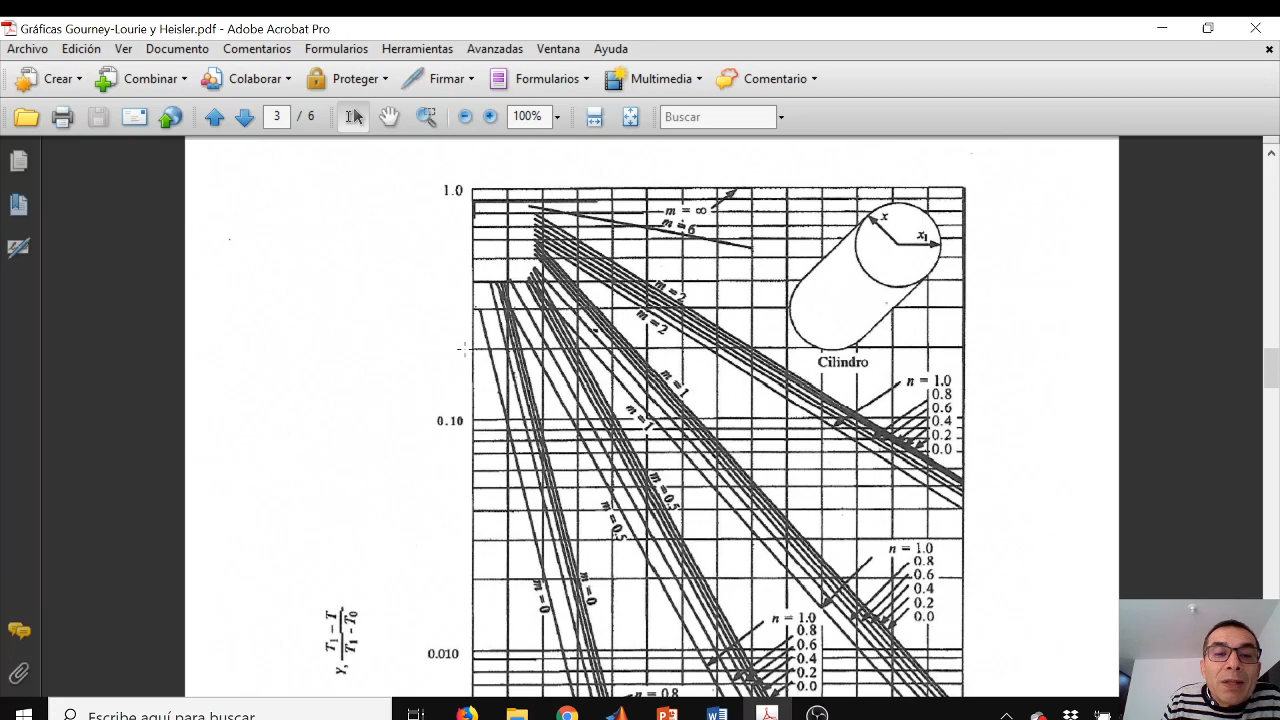 Gráficas Gourney-Lourie y Heisler.pdf - Adobe Acrobat Pro
Archivo Edición Ver Documento Comentarios Formularios Herramientas Avanzadas Ventana Ayuda
Crear Combinar Colaborar Proteger Firmar Formularios Multimedia Comentario
3 / 6 100% Buscar
1.0
m = ∞
m = 6
x
x1
m = 2
m = 2
Cilindro
n = 1.0
0.8
0.6
0.4
0.2
0.0
m = 1
m = 1
0.10
m = 0.5
m = 0.5
n = 1.0
0.8
0.6
0.4
0.2
0.0
m = 0
m = 0
Y, T1 − T
T1 − T0
n = 1.0
0.8
0.6
0.4
0.0
0.010
n = 0.8
Escribe aquí para buscar